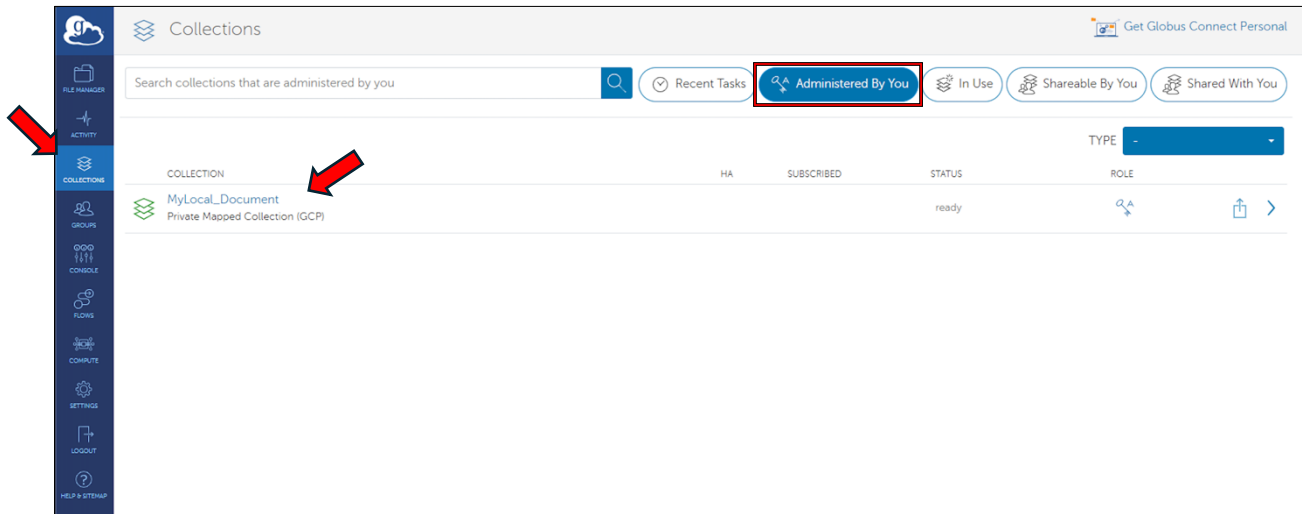 g
Collections
Get Globus Connect Personal
FILE MANAGER
ACTIVITY
COLLECTIONS
GROUPS
CONSOLE
FLOWS
COMPUTE
SETTINGS
LOGOUT
HELP & SITEMAP
Search collections that are administered by you
Recent Tasks
Administered By You
In Use
Shareable By You
Shared With You
TYPE -
COLLECTION HA SUBSCRIBED STATUS ROLE
MyLocal_Document
Private Mapped Collection (GCP)
ready